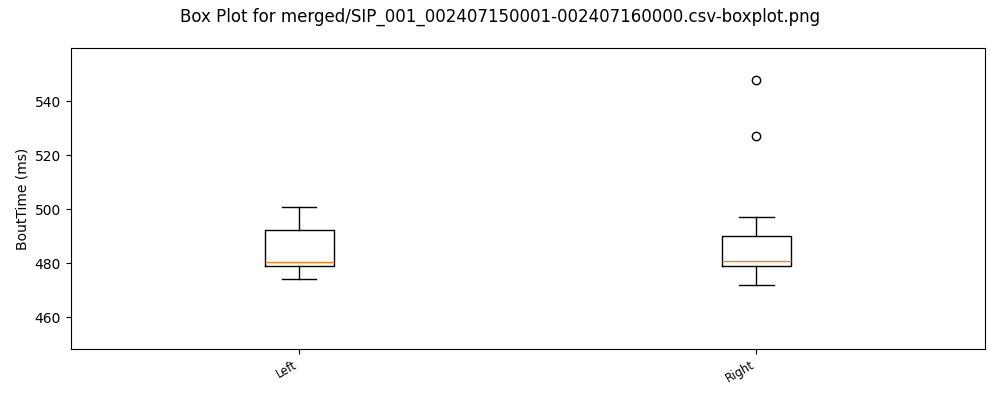 Box Plot for merged/SIP_001_002407150001-002407160000.csv-boxplot.png
BoutTime (ms)
540
520
500
480
460
Left
Right